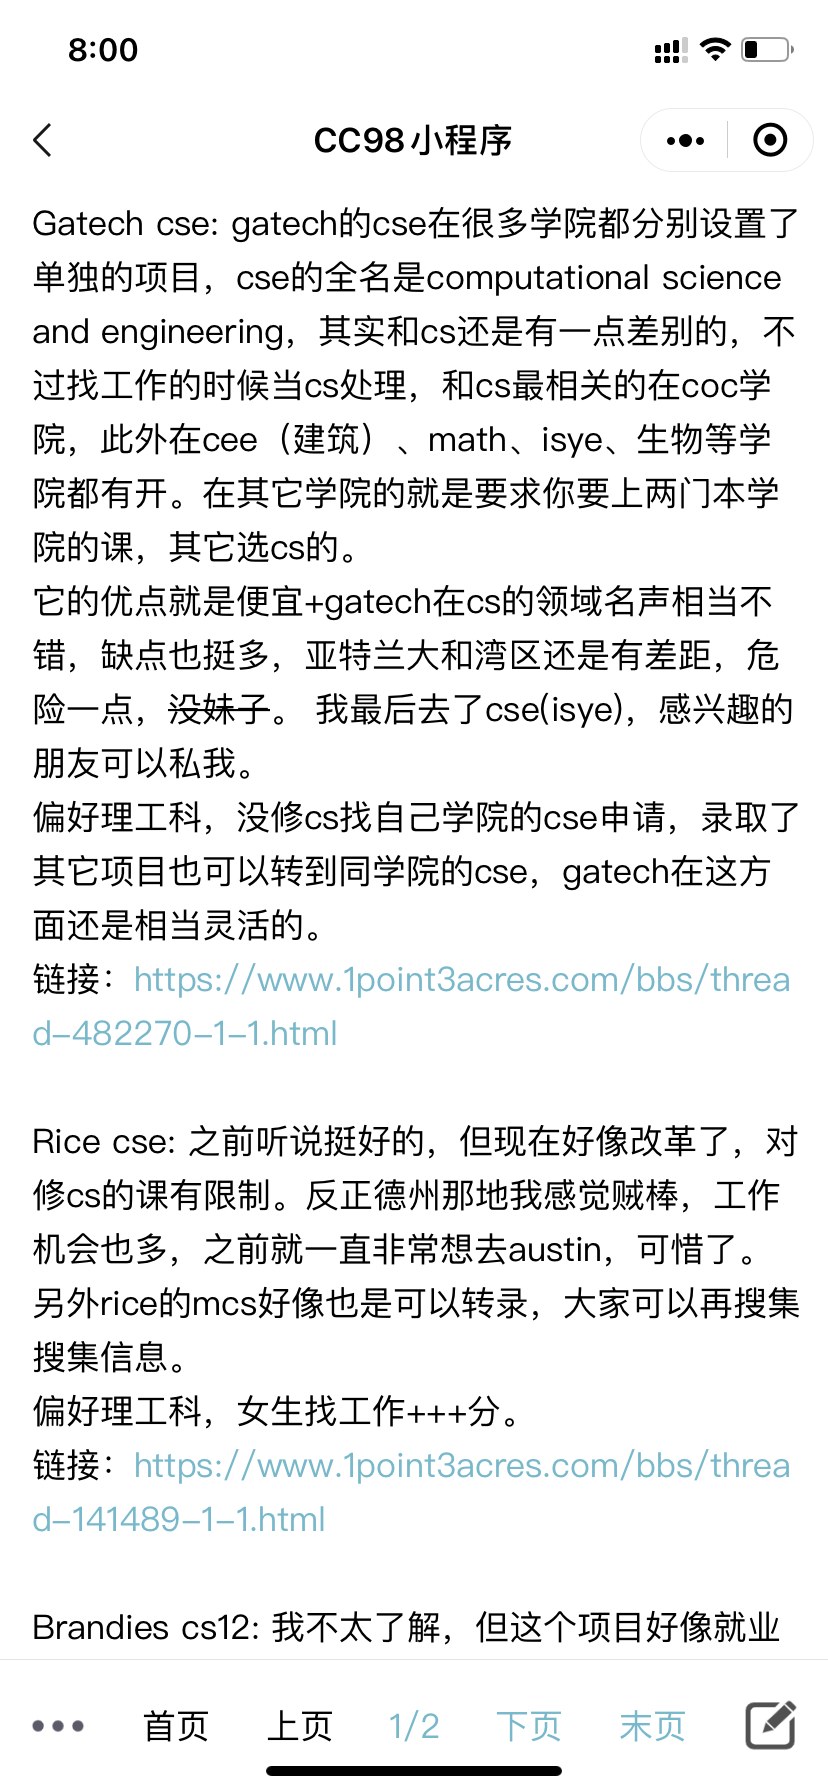 8:00
CC98小程序
Gatech cse: gatech的cse在很多学院都分别设置了
单独的项目，cse的全名是computational science
and engineering，其实和cs还是有一点差别的，不
过找工作的时候当cs处理，和cs最相关的在coc学
院，此外在cee（建筑）、math、isye、生物等学
院都有开。在其它学院的就是要求你要上两门本学
院的课，其它选cs的。
它的优点就是便宜+gatech在cs的领域名声相当不
错，缺点也挺多，亚特兰大和湾区还是有差距，危
险一点，没妹子。 我最后去了cse(isye)，感兴趣的
朋友可以私我。
偏好理工科，没修cs找自己学院的cse申请，录取了
其它项目也可以转到同学院的cse，gatech在这方
面还是相当灵活的。
链接：https://www.1point3acres.com/bbs/threa
d-482270-1-1.html
Rice cse: 之前听说挺好的，但现在好像改革了，对
修cs的课有限制。反正德州那地我感觉贼棒，工作
机会也多，之前就一直非常想去austin，可惜了。
另外rice的mcs好像也是可以转录，大家可以再搜集
搜集信息。
偏好理工科，女生找工作+++分。
链接：https://www.1point3acres.com/bbs/threa
d-141489-1-1.html
Brandies cs12: 我不太了解，但这个项目好像就业
首页 上页 1/2 下页 末页